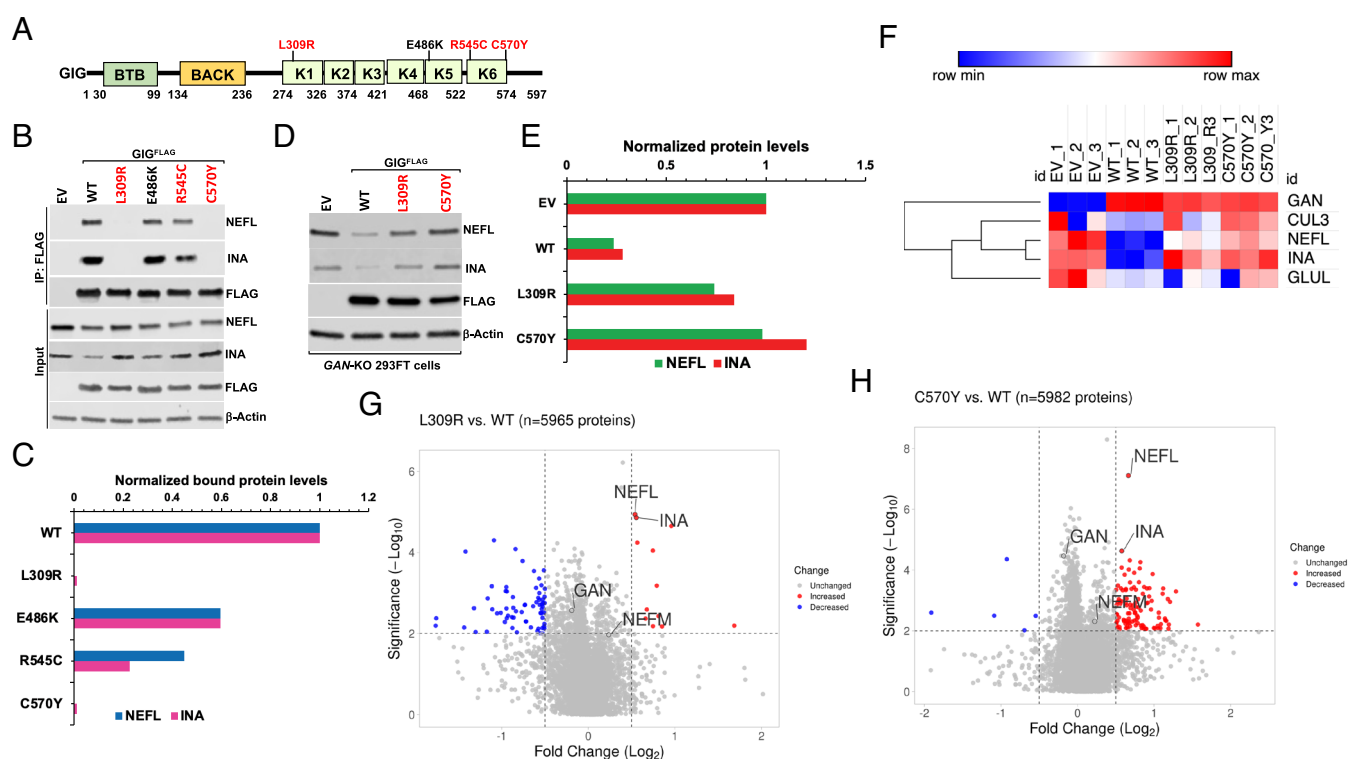 A
L309R E486K R545C C570Y
GIG BTB BACK K1 K2 K3 K4 K5 K6
1 30 99 134 236 274 326 374 421 468 522 574 597
B
GIGFLAG
EV WT L309R E486K R545C C570Y
IP: FLAG
NEFL
INA
FLAG
Input
NEFL
INA
FLAG
β-Actin
C
Normalized bound protein levels
0 0.2 0.4 0.6 0.8 1 1.2
WT
L309R
E486K
R545C
C570Y
NEFL INA
D
GIGFLAG
EV WT L309R C570Y
NEFL
INA
FLAG
β-Actin
GAN-KO 293FT cells
E
Normalized protein levels
0 0.5 1 1.5
EV
WT
L309R
C570Y
NEFL INA
F
row min row max
id EV_1 EV_2 EV_3 WT_1 WT_2 WT_3 L309R_1 L309R_2 L309_R3 C570Y_1 C570Y_2 C570_Y3 id
GAN
CUL3
NEFL
INA
GLUL
G
L309R vs. WT (n=5965 proteins)
Significance (−Log10)
6
4
2
0
NEFL
INA
GAN
NEFM
-1 0 1 2
Fold Change (Log2)
Change
Unchanged
Increased
Decreased
H
C570Y vs. WT (n=5982 proteins)
Significance (−Log10)
8
6
4
2
0
NEFL
INA
GAN
NEFM
-2 -1 0 1 2
Fold Change (Log2)
Change
Unchanged
Increased
Decreased